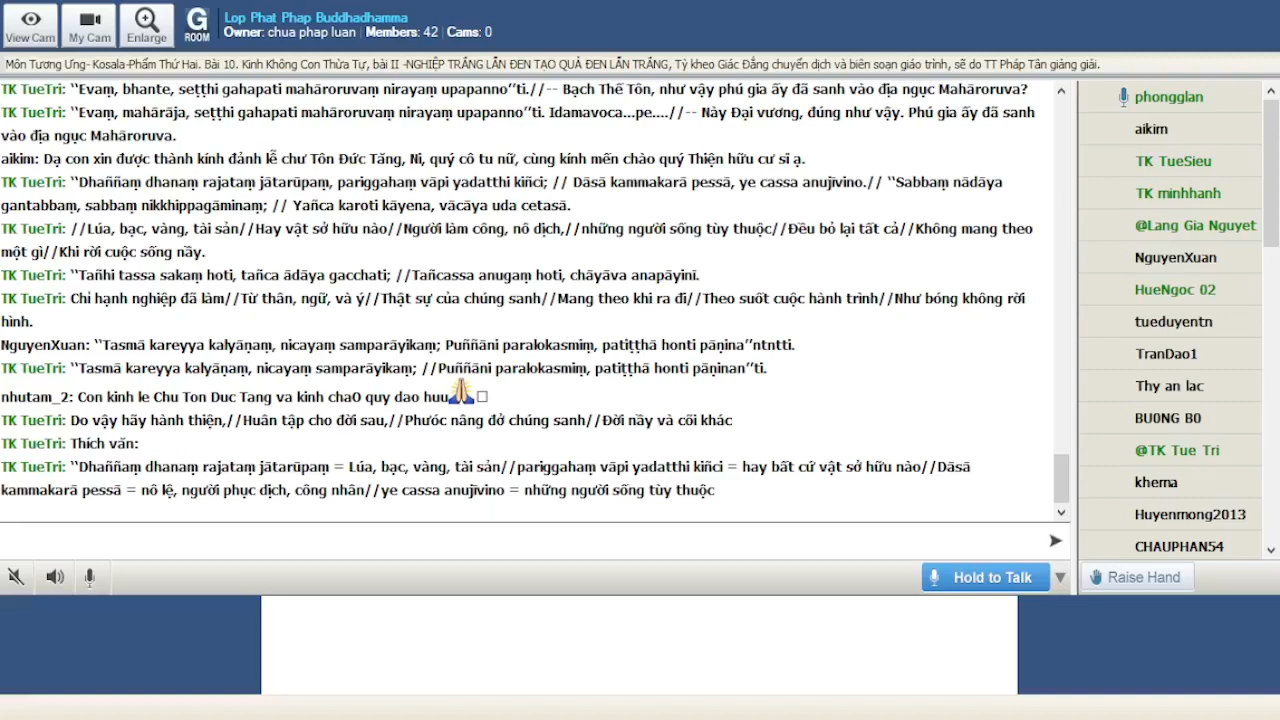 View Cam
My Cam
Enlarge
G
ROOM
Lop Phat Phap Buddhadhamma
Owner: chua phap luan | Members: 42 | Cams: 0
Môn Tương Ưng- Kosala-Phẩm Thứ Hai. Bài 10. Kinh Không Con Thừa Tự, bài II -NGHIỆP TRẮNG LẪN ĐEN TẠO QUẢ ĐEN LẪN TRẮNG, Tỳ kheo Giác Đẳng chuyển dịch và biên soạn giáo trình, sẽ do TT Pháp Tân giảng giải.
TK TueTri: ‘‘Evaṃ, bhante, seṭṭhi gahapati mahāroruvaṃ nirayaṃ upapanno’’ti.//-- Bạch Thế Tôn, như vậy phú gia ấy đã sanh vào địa ngục Mahāroruva?
TK TueTri: ‘‘Evaṃ, mahārāja, seṭṭhi gahapati mahāroruvaṃ nirayaṃ upapanno’’ti. Idamavoca...pe....//-- Này Đại vương, đúng như vậy. Phú gia ấy đã sanh
vào địa ngục Mahāroruva.
aikim: Dạ con xin được thành kính đảnh lễ chư Tôn Đức Tăng, Ni, quý cô tu nữ, cùng kính mến chào quý Thiện hữu cư sĩ ạ.
TK TueTri: ‘‘Dhaññaṃ dhanaṃ rajataṃ jātarūpaṃ, pariggahaṃ vāpi yadatthi kiñci; // Dāsā kammakarā pessā, ye cassa anujīvino.// ‘‘Sabbaṃ nādāya
gantabbaṃ, sabbaṃ nikkhippagāminaṃ; // Yañca karoti kāyena, vācāya uda cetasā.
TK TueTri: //Lúa, bạc, vàng, tài sản//Hay vật sở hữu nào//Người làm công, nô dịch,//những người sống tùy thuộc//Đều bỏ lại tất cả//Không mang theo
một gì//Khi rời cuộc sống nầy.
TK TueTri: ‘‘Tañhi tassa sakaṃ hoti, tañca ādāya gacchati; //Tañcassa anugaṃ hoti, chāyāva anapāyinī.
TK TueTri: Chỉ hạnh nghiệp đã làm//Từ thân, ngữ, và ý//Thật sự của chúng sanh//Mang theo khi ra đi//Theo suốt cuộc hành trình//Như bóng không rời
hình.
NguyenXuan: ‘‘Tasmā kareyya kalyāṇaṃ, nicayaṃ samparāyikaṃ; Puññāni paralokasmiṃ, patiṭṭhā honti pāṇina’’ntntti.
TK TueTri: ‘‘Tasmā kareyya kalyāṇaṃ, nicayaṃ samparāyikaṃ; //Puññāni paralokasmiṃ, patiṭṭhā honti pāṇinan’’ti.
nhutam_2: Con kinh le Chu Ton Duc Tang va kinh chaO quy dao huu🙏
TK TueTri: Do vậy hãy hành thiện,//Huân tập cho đời sau,//Phước nâng đở chúng sanh//Đời nầy và cõi khác
TK TueTri: Thích văn:
TK TueTri: ‘‘Dhaññaṃ dhanaṃ rajataṃ jātarūpaṃ = Lúa, bạc, vàng, tài sản//pariggahaṃ vāpi yadatthi kiñci = hay bất cứ vật sở hữu nào//Dāsā
kammakarā pessā = nô lệ, người phục dịch, công nhân//ye cassa anujīvino = những người sống tùy thuộc
Hold to Talk
phongglan
aikim
TK TueSieu
TK minhhanh
@Lang Gia Nguyet
NguyenXuan
HueNgoc 02
tueduyentn
TranDao1
Thy an lac
BU0NG B0
@TK Tue Tri
khema
Huyenmong2013
CHAUPHAN54
Raise Hand